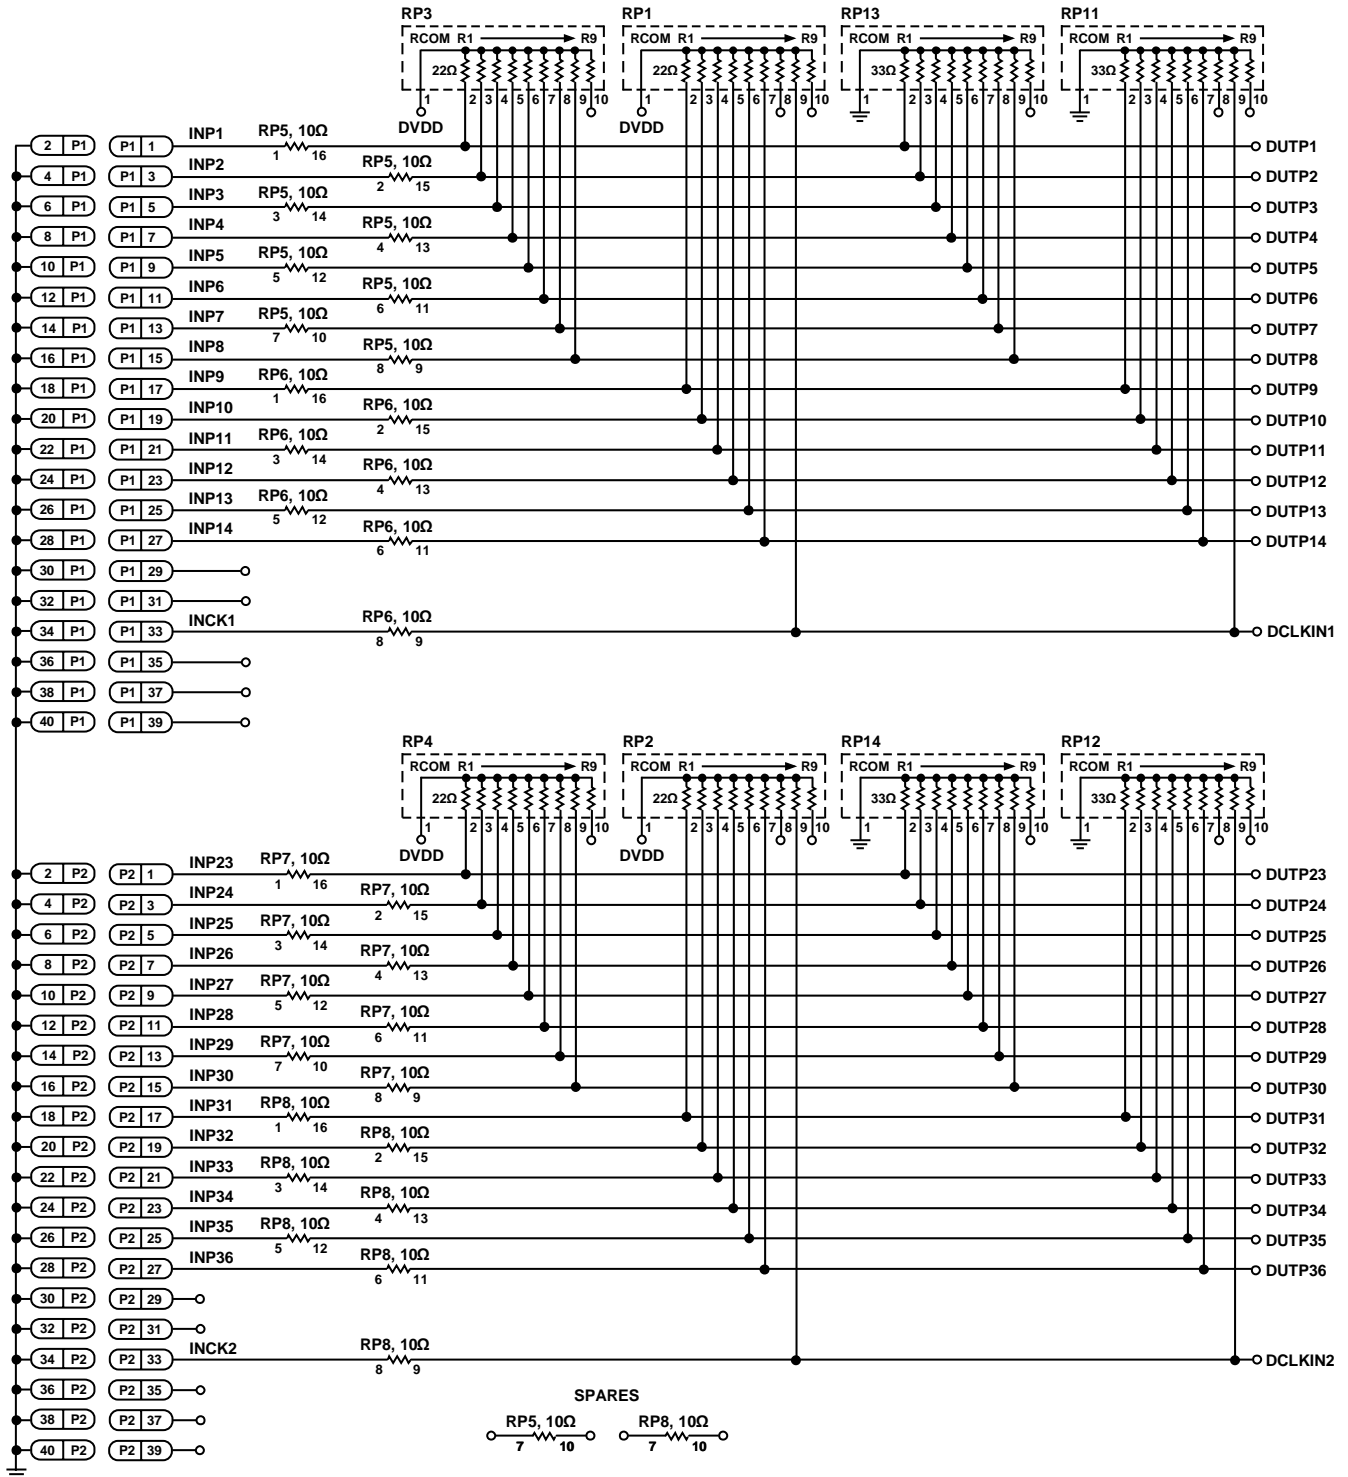 RP3 RP1 RP13 RP11
RCOM R1 R9 RCOM R1 R9 RCOM R1 R9 RCOM R1 R9
22Ω 22Ω 33Ω 33Ω
1 2 3 4 5 6 7 8 9 10 1 2 3 4 5 6 7 8 9 10 1 2 3 4 5 6 7 8 9 10 1 2 3 4 5 6 7 8 9 10
DVDD DVDD
2 P1 P1 1 INP1 RP5, 10Ω 1 16 DUTP1
4 P1 P1 3 INP2 RP5, 10Ω 2 15 DUTP2
6 P1 P1 5 INP3 RP5, 10Ω 3 14 DUTP3
8 P1 P1 7 INP4 RP5, 10Ω 4 13 DUTP4
10 P1 P1 9 INP5 RP5, 10Ω 5 12 DUTP5
12 P1 P1 11 INP6 RP5, 10Ω 6 11 DUTP6
14 P1 P1 13 INP7 RP5, 10Ω 7 10 DUTP7
16 P1 P1 15 INP8 RP5, 10Ω 8 9 DUTP8
18 P1 P1 17 INP9 RP6, 10Ω 1 16 DUTP9
20 P1 P1 19 INP10 RP6, 10Ω 2 15 DUTP10
22 P1 P1 21 INP11 RP6, 10Ω 3 14 DUTP11
24 P1 P1 23 INP12 RP6, 10Ω 4 13 DUTP12
26 P1 P1 25 INP13 RP6, 10Ω 5 12 DUTP13
28 P1 P1 27 INP14 RP6, 10Ω 6 11 DUTP14
30 P1 P1 29
32 P1 P1 31
34 P1 P1 33 INCK1 RP6, 10Ω 8 9 DCLKIN1
36 P1 P1 35
38 P1 P1 37
40 P1 P1 39
RP4 RP2 RP14 RP12
RCOM R1 R9 RCOM R1 R9 RCOM R1 R9 RCOM R1 R9
22Ω 22Ω 33Ω 33Ω
1 2 3 4 5 6 7 8 9 10 1 2 3 4 5 6 7 8 9 10 1 2 3 4 5 6 7 8 9 10 1 2 3 4 5 6 7 8 9 10
DVDD DVDD
2 P2 P2 1 INP23 RP7, 10Ω 1 16 DUTP23
4 P2 P2 3 INP24 RP7, 10Ω 2 15 DUTP24
6 P2 P2 5 INP25 RP7, 10Ω 3 14 DUTP25
8 P2 P2 7 INP26 RP7, 10Ω 4 13 DUTP26
10 P2 P2 9 INP27 RP7, 10Ω 5 12 DUTP27
12 P2 P2 11 INP28 RP7, 10Ω 6 11 DUTP28
14 P2 P2 13 INP29 RP7, 10Ω 7 10 DUTP29
16 P2 P2 15 INP30 RP7, 10Ω 8 9 DUTP30
18 P2 P2 17 INP31 RP8, 10Ω 1 16 DUTP31
20 P2 P2 19 INP32 RP8, 10Ω 2 15 DUTP32
22 P2 P2 21 INP33 RP8, 10Ω 3 14 DUTP33
24 P2 P2 23 INP34 RP8, 10Ω 4 13 DUTP34
26 P2 P2 25 INP35 RP8, 10Ω 5 12 DUTP35
28 P2 P2 27 INP36 RP8, 10Ω 6 11 DUTP36
30 P2 P2 29
32 P2 P2 31
34 P2 P2 33 INCK2 RP8, 10Ω 8 9 DCLKIN2
36 P2 P2 35
38 P2 P2 37
40 P2 P2 39
SPARES
RP5, 10Ω RP8, 10Ω
7 10 7 10